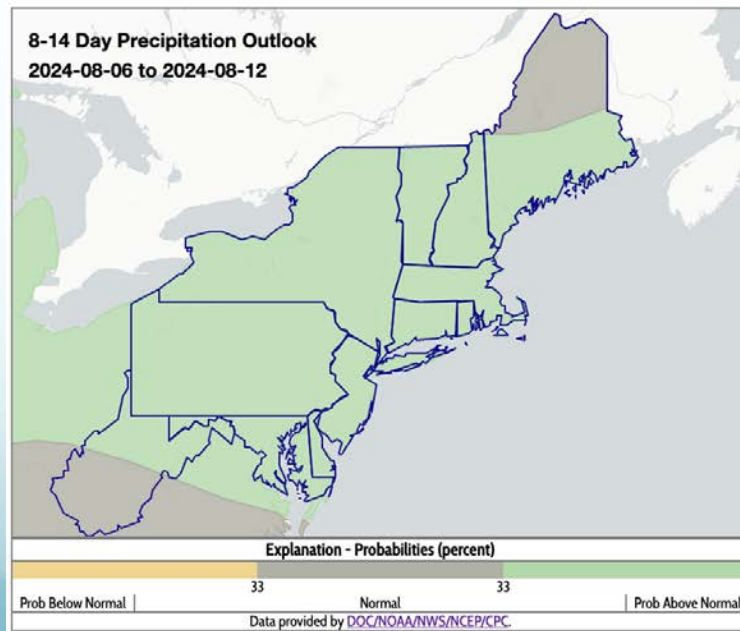 8-14 Day Precipitation Outlook
2024-08-06 to 2024-08-12
Explanation - Probabilities (percent)
33 33
Prob Below Normal | Normal | Prob Above Normal
Data provided by DOC/NOAA/NWS/NCEP/CPC.